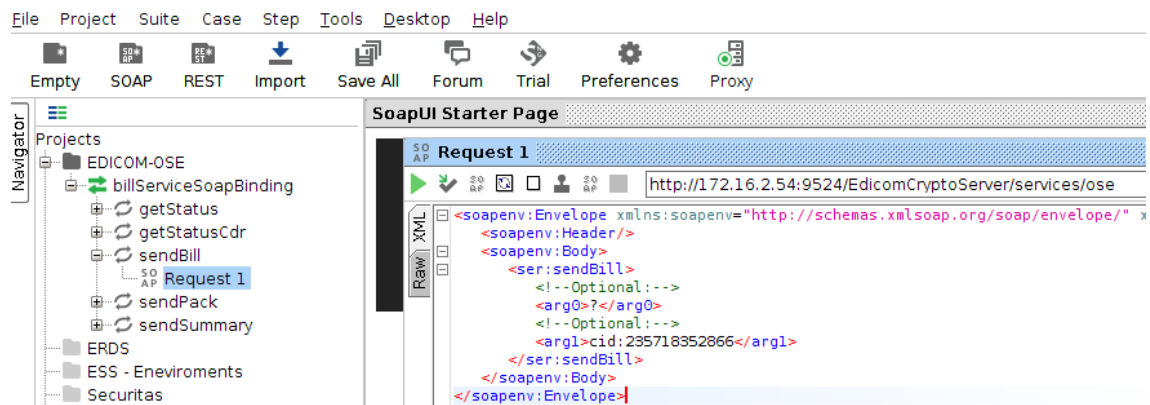 File Project Suite Case Step Tools Desktop Help
Empty SOAP REST Import Save All Forum Trial Preferences Proxy
Navigator
Projects
EDICOM-OSE
billServiceSoapBinding
getStatus
getStatusCdr
sendBill
Request 1
sendPack
sendSummary
ERDS
ESS - Eneviroments
Securitas
SoapUI Starter Page
Request 1
http://172.16.2.54:9524/EdicomCryptoServer/services/ose
XML
Raw
<soapenv:Envelope xmlns:soapenv="http://schemas.xmlsoap.org/soap/envelope/" x
<soapenv:Header/>
<soapenv:Body>
<ser:sendBill>
<!--Optional:-->
<arg0>?</arg0>
<!--Optional:-->
<arg1>cid:235718352866</arg1>
</ser:sendBill>
</soapenv:Body>
</soapenv:Envelope>